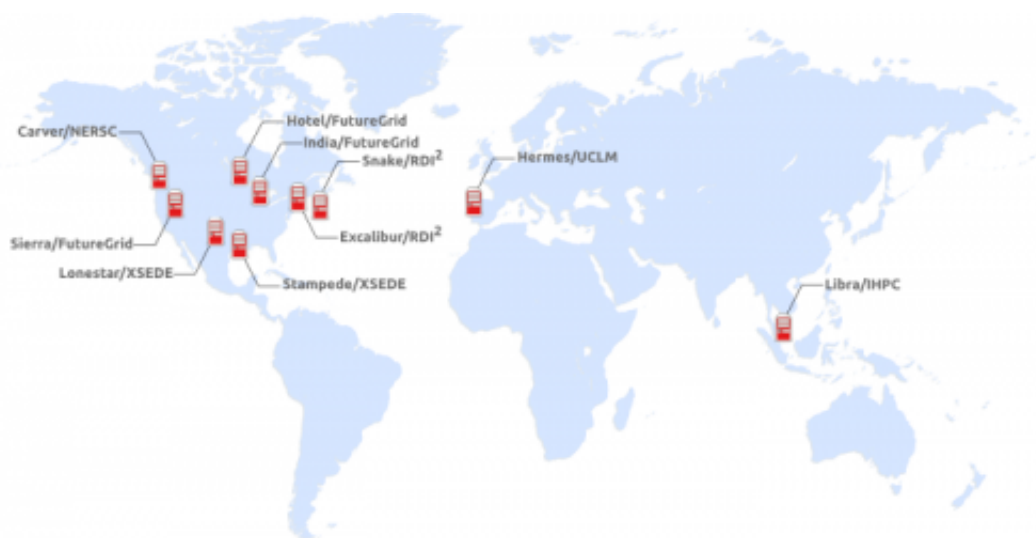 Hotel/FutureGrid
Carver/NERSC
India/FutureGrid
Snake/RDI²
Hermes/UCLM
Excalibur/RDI²
Sierra/FutureGrid
Lonestar/XSEDE
Stampede/XSEDE
Libra/IHPC